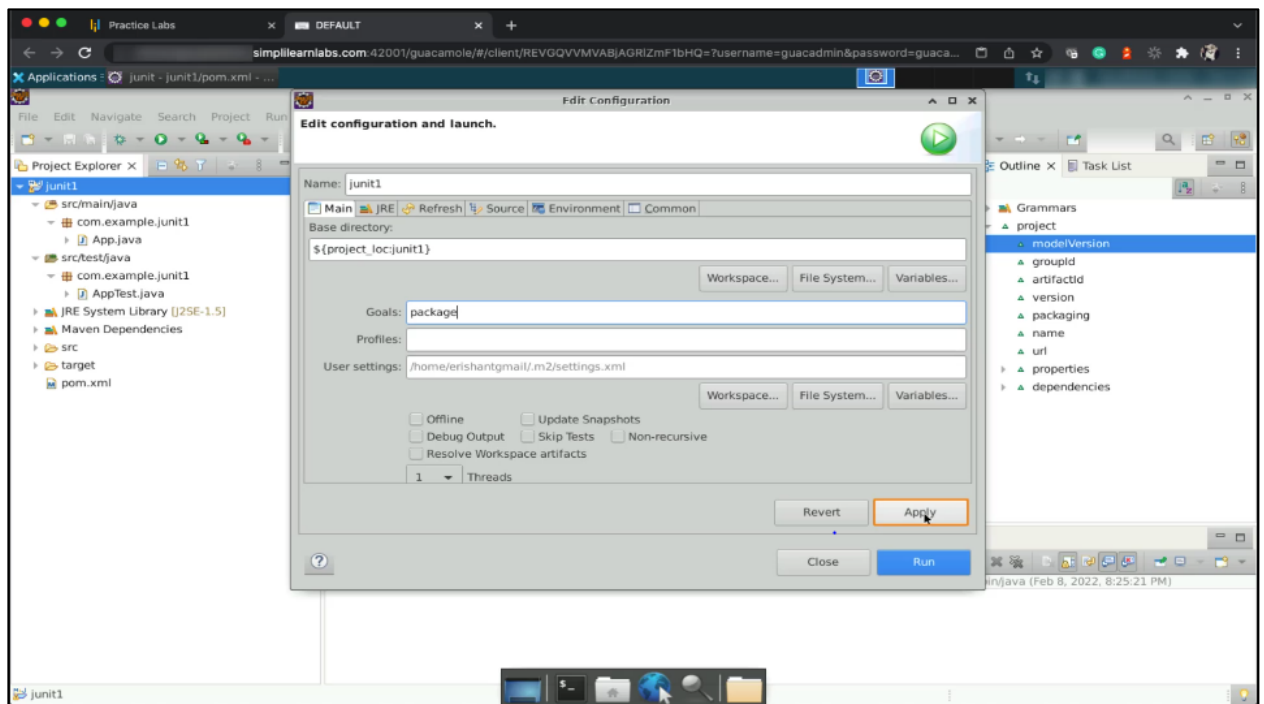 Practice Labs
DEFAULT
simplilearnlabs.com:42001/guacamole/#/client/REVGQVVMVABjAGRIZmF1bHQ=?username=guacadmin&password=guaca...
Applications
junit - junit1/pom.xml - ...
File Edit Navigate Search Project Run
Project Explorer
junit1
src/main/java
com.example.junit1
App.java
src/test/java
com.example.junit1
AppTest.java
JRE System Library [J2SE-1.5]
Maven Dependencies
src
target
pom.xml
Edit Configuration
Edit configuration and launch.
Name: junit1
Main JRE Refresh Source Environment Common
Base directory:
${project_loc:junit1}
Workspace... File System... Variables...
Goals: package
Profiles:
User settings: /home/erishantgmail/.m2/settings.xml
Workspace... File System... Variables...
Offline Update Snapshots
Debug Output Skip Tests Non-recursive
Resolve Workspace artifacts
1 Threads
Revert Apply
? Close Run
Outline Task List
Grammars
project
modelVersion
groupId
artifactId
version
packaging
name
url
properties
dependencies
in/java (Feb 8, 2022, 8:25:21 PM)
junit1